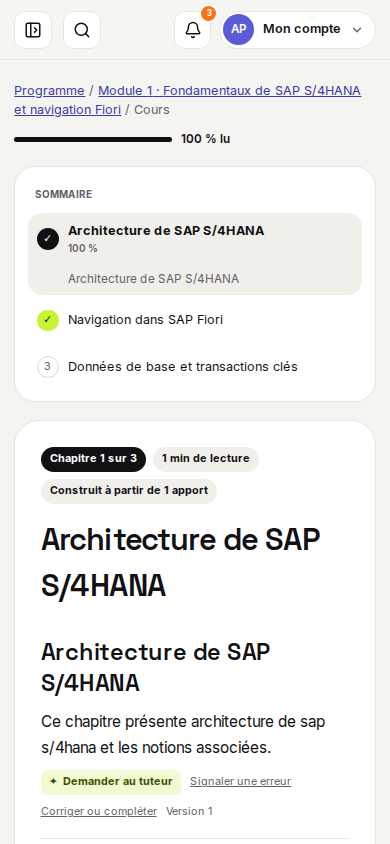 3
AP Mon compte
Programme / Module 1 · Fondamentaux de SAP S/4HANA
et navigation Fiori / Cours
100 % lu
SOMMAIRE
✓ Architecture de SAP S/4HANA
100 %
Architecture de SAP S/4HANA
✓ Navigation dans SAP Fiori
3 Données de base et transactions clés
Chapitre 1 sur 3 1 min de lecture
Construit à partir de 1 apport
Architecture de SAP
S/4HANA
Architecture de SAP
S/4HANA
Ce chapitre présente architecture de sap
s/4hana et les notions associées.
✦ Demander au tuteur Signaler une erreur
Corriger ou compléter Version 1